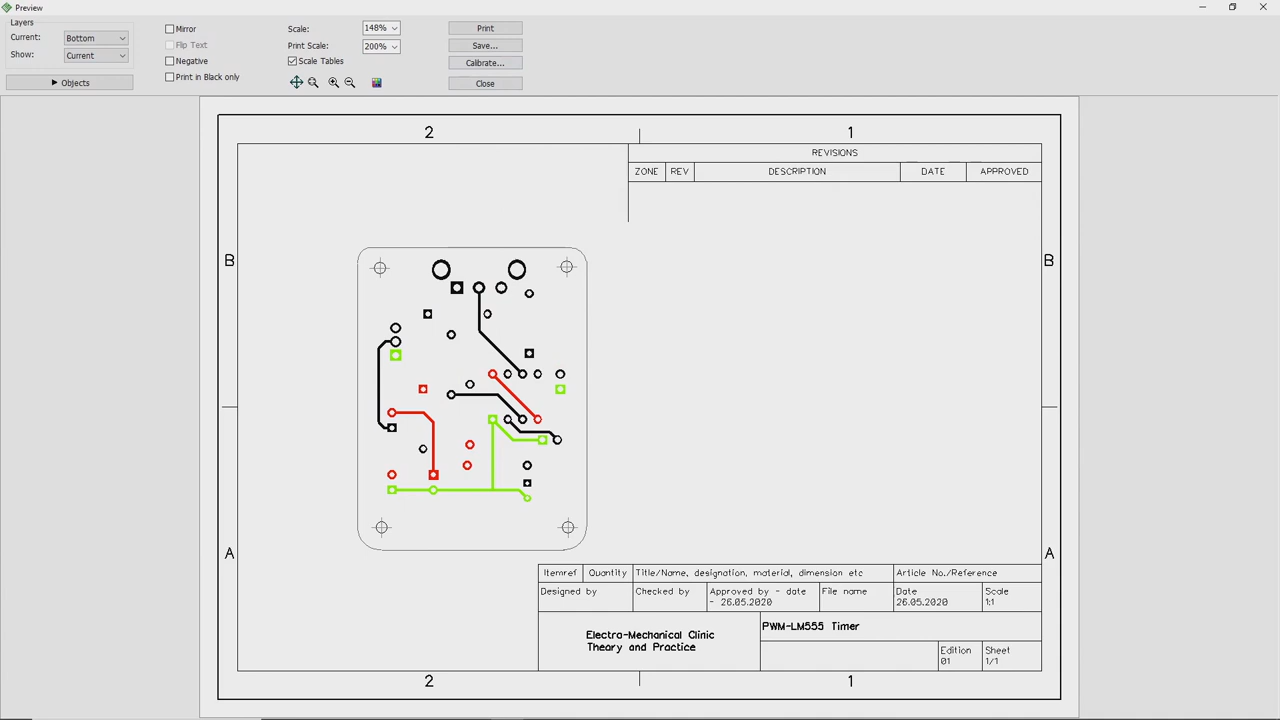 Preview
Layers
Current: Bottom
Show: Current
Objects
Mirror
Flip Text
Negative
Print in Black only
Scale: 148%
Print Scale: 200%
Scale Tables
Print
Save...
Calibrate...
Close
2 1
REVISIONS
ZONE REV DESCRIPTION DATE APPROVED
B B
A A
Itemref Quantity Title/Name, designation, material, dimension etc Article No./Reference
Designed by Checked by Approved by - date File name Date Scale
- 26.05.2020 26.05.2020 1:1
Electra-Mechanical Clinic
Theory and Practice
PWM-LM555 Timer
Edition Sheet
01 1/1
2 1